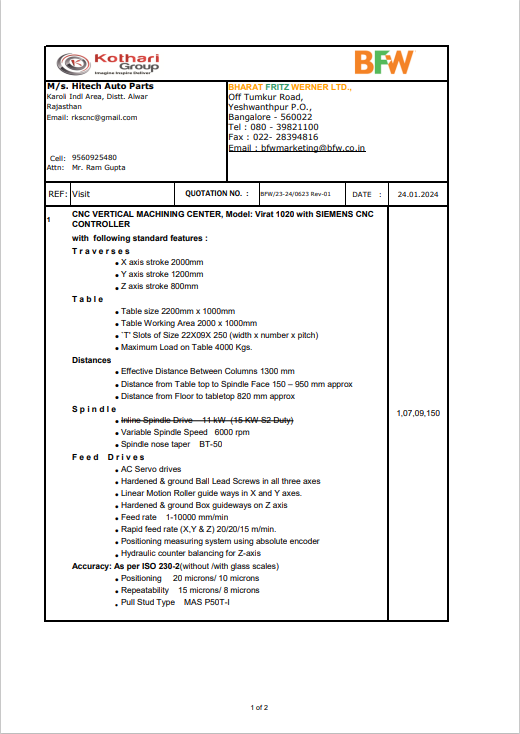 Kothari
Group
Imagine Inspire Deliver
BFW
M/s. Hitech Auto Parts
Karoli Indl Area, Distt. Alwar
Rajasthan
Email: rkscnc@gmail.com
Cell: 9560925480
Attn: Mr. Ram Gupta
BHARAT FRITZ WERNER LTD.,
Off Tumkur Road,
Yeshwanthpur P.O.,
Bangalore - 560022
Tel : 080 - 39821100
Fax : 022- 28394816
Email : bfwmarketing@bfw.co.in
REF: Visit QUOTATION NO. : BFW/23-24/0623 Rev-01 DATE : 24.01.2024
1
CNC VERTICAL MACHINING CENTER, Model: Virat 1020 with SIEMENS CNC
CONTROLLER
with following standard features :
Traverses
• X axis stroke 2000mm
• Y axis stroke 1200mm
• Z axis stroke 800mm
Table
• Table size 2200mm x 1000mm
• Table Working Area 2000 x 1000mm
• 'T' Slots of Size 22X09X 250 (width x number x pitch)
• Maximum Load on Table 4000 Kgs.
Distances
• Effective Distance Between Columns 1300 mm
• Distance from Table top to Spindle Face 150 – 950 mm approx
• Distance from Floor to tabletop 820 mm approx
Spindle
• Inline Spindle Drive 11 kW (15 KW S2 Duty)
1,07,09,150
• Variable Spindle Speed 6000 rpm
• Spindle nose taper BT-50
Feed Drives
• AC Servo drives
• Hardened & ground Ball Lead Screws in all three axes
• Linear Motion Roller guide ways in X and Y axes.
• Hardened & ground Box guideways on Z axis
• Feed rate 1-10000 mm/min
• Rapid feed rate (X,Y & Z) 20/20/15 m/min.
• Positioning measuring system using absolute encoder
• Hydraulic counter balancing for Z-axis
Accuracy: As per ISO 230-2(without /with glass scales)
• Positioning 20 microns/ 10 microns
• Repeatability 15 microns/ 8 microns
• Pull Stud Type MAS P50T-I
1 of 2